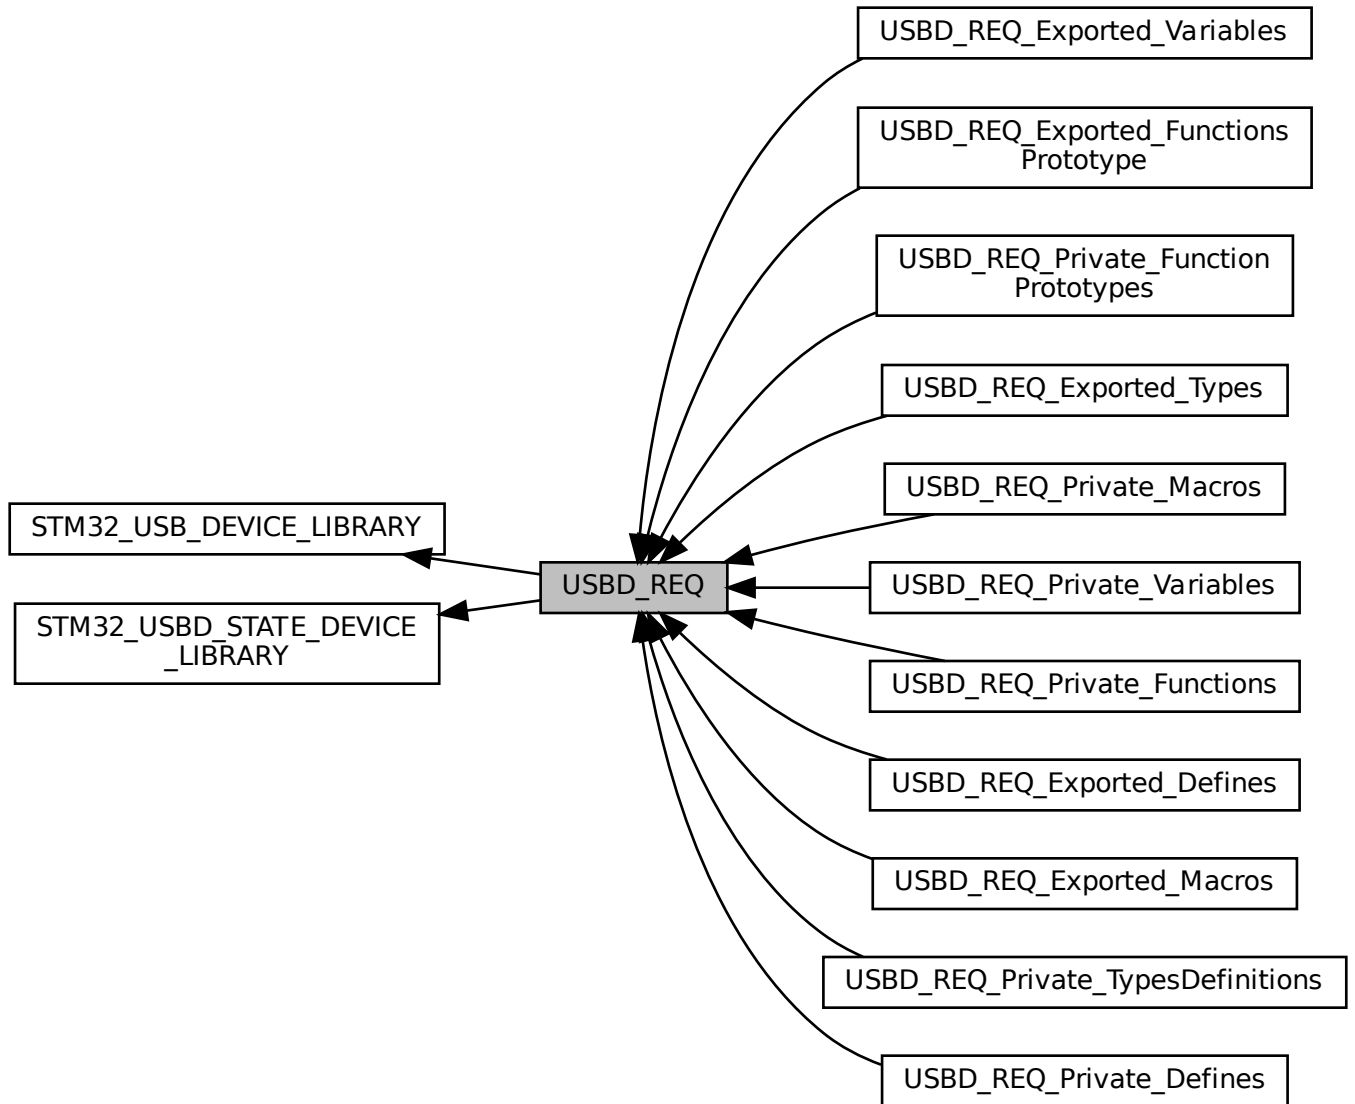 USBD_REQ_Exported_Variables
USBD_REQ_Exported_Functions
Prototype
USBD_REQ_Private_Function
Prototypes
USBD_REQ_Exported_Types
USBD_REQ_Private_Macros
STM32_USB_DEVICE_LIBRARY
USBD_REQ
USBD_REQ_Private_Variables
STM32_USBD_STATE_DEVICE
_LIBRARY
USBD_REQ_Private_Functions
USBD_REQ_Exported_Defines
USBD_REQ_Exported_Macros
USBD_REQ_Private_TypesDefinitions
USBD_REQ_Private_Defines